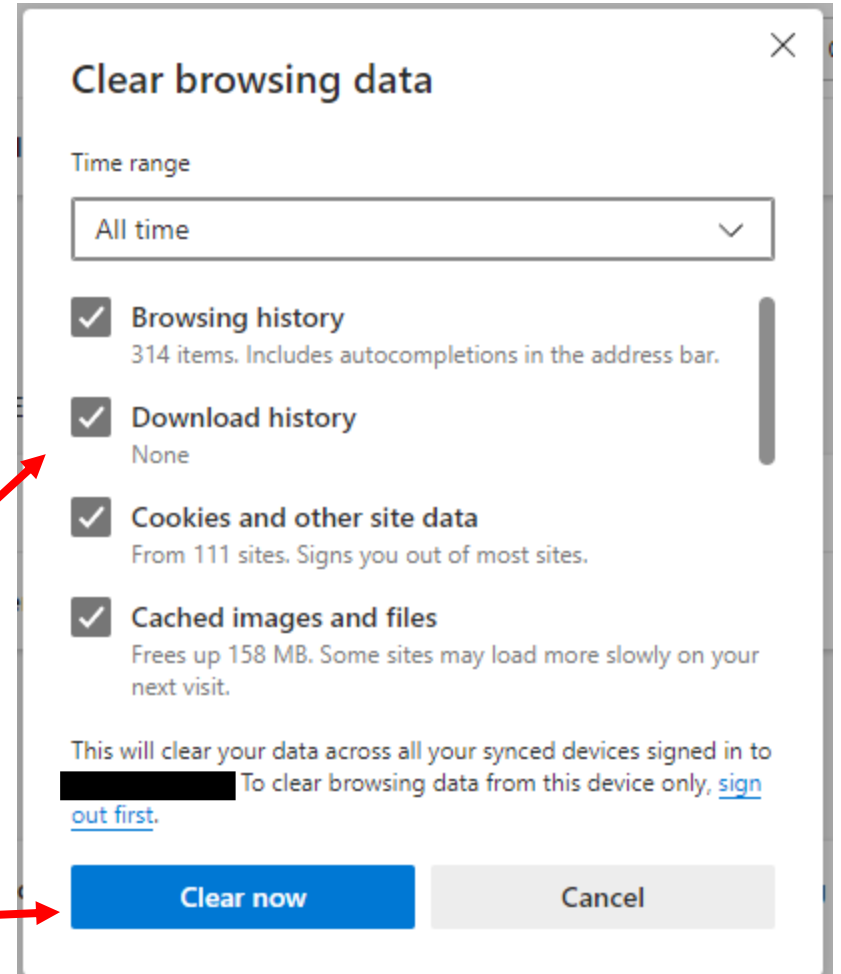 Clear browsing data
Time range
All time
Browsing history
314 items. Includes autocompletions in the address bar.
Download history
None
Cookies and other site data
From 111 sites. Signs you out of most sites.
Cached images and files
Frees up 158 MB. Some sites may load more slowly on your
next visit.
This will clear your data across all your synced devices signed in to
To clear browsing data from this device only, sign
out first.
Clear now
Cancel